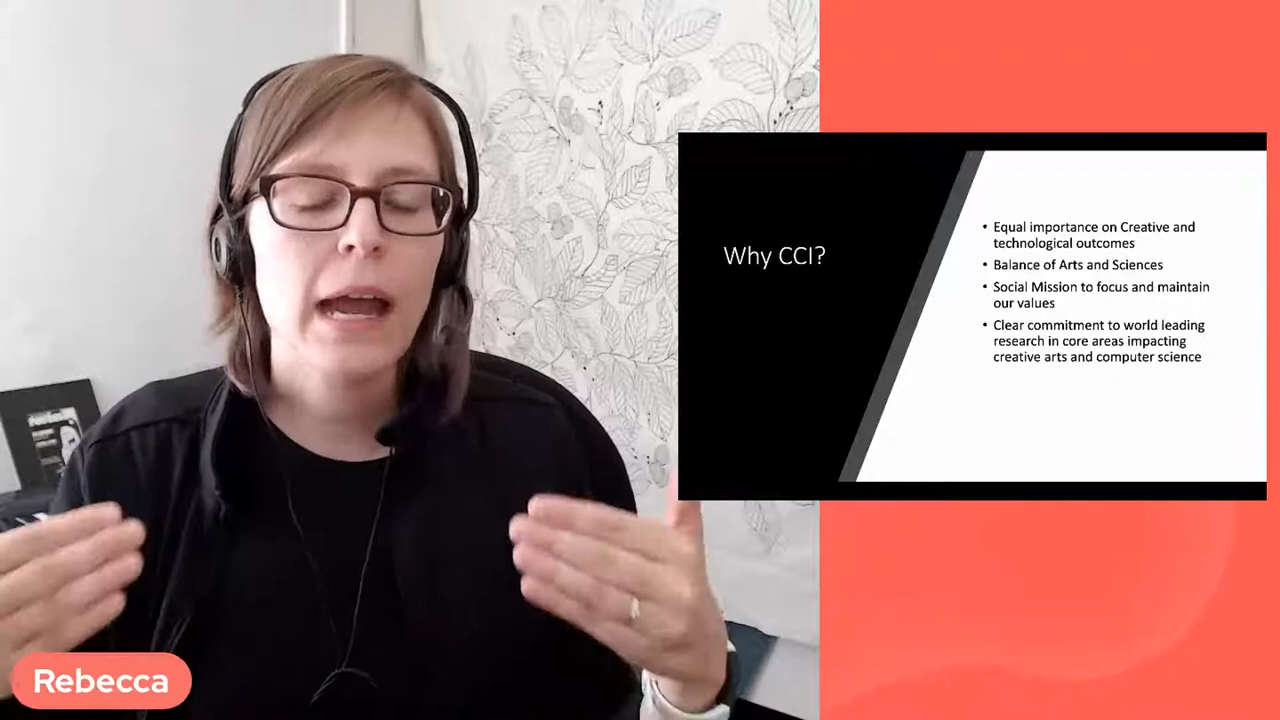 Why CCI?
• Equal importance on Creative and
technological outcomes
• Balance of Arts and Sciences
• Social Mission to focus and maintain
our values
• Clear commitment to world leading
research in core areas impacting
creative arts and computer science
Rebecca